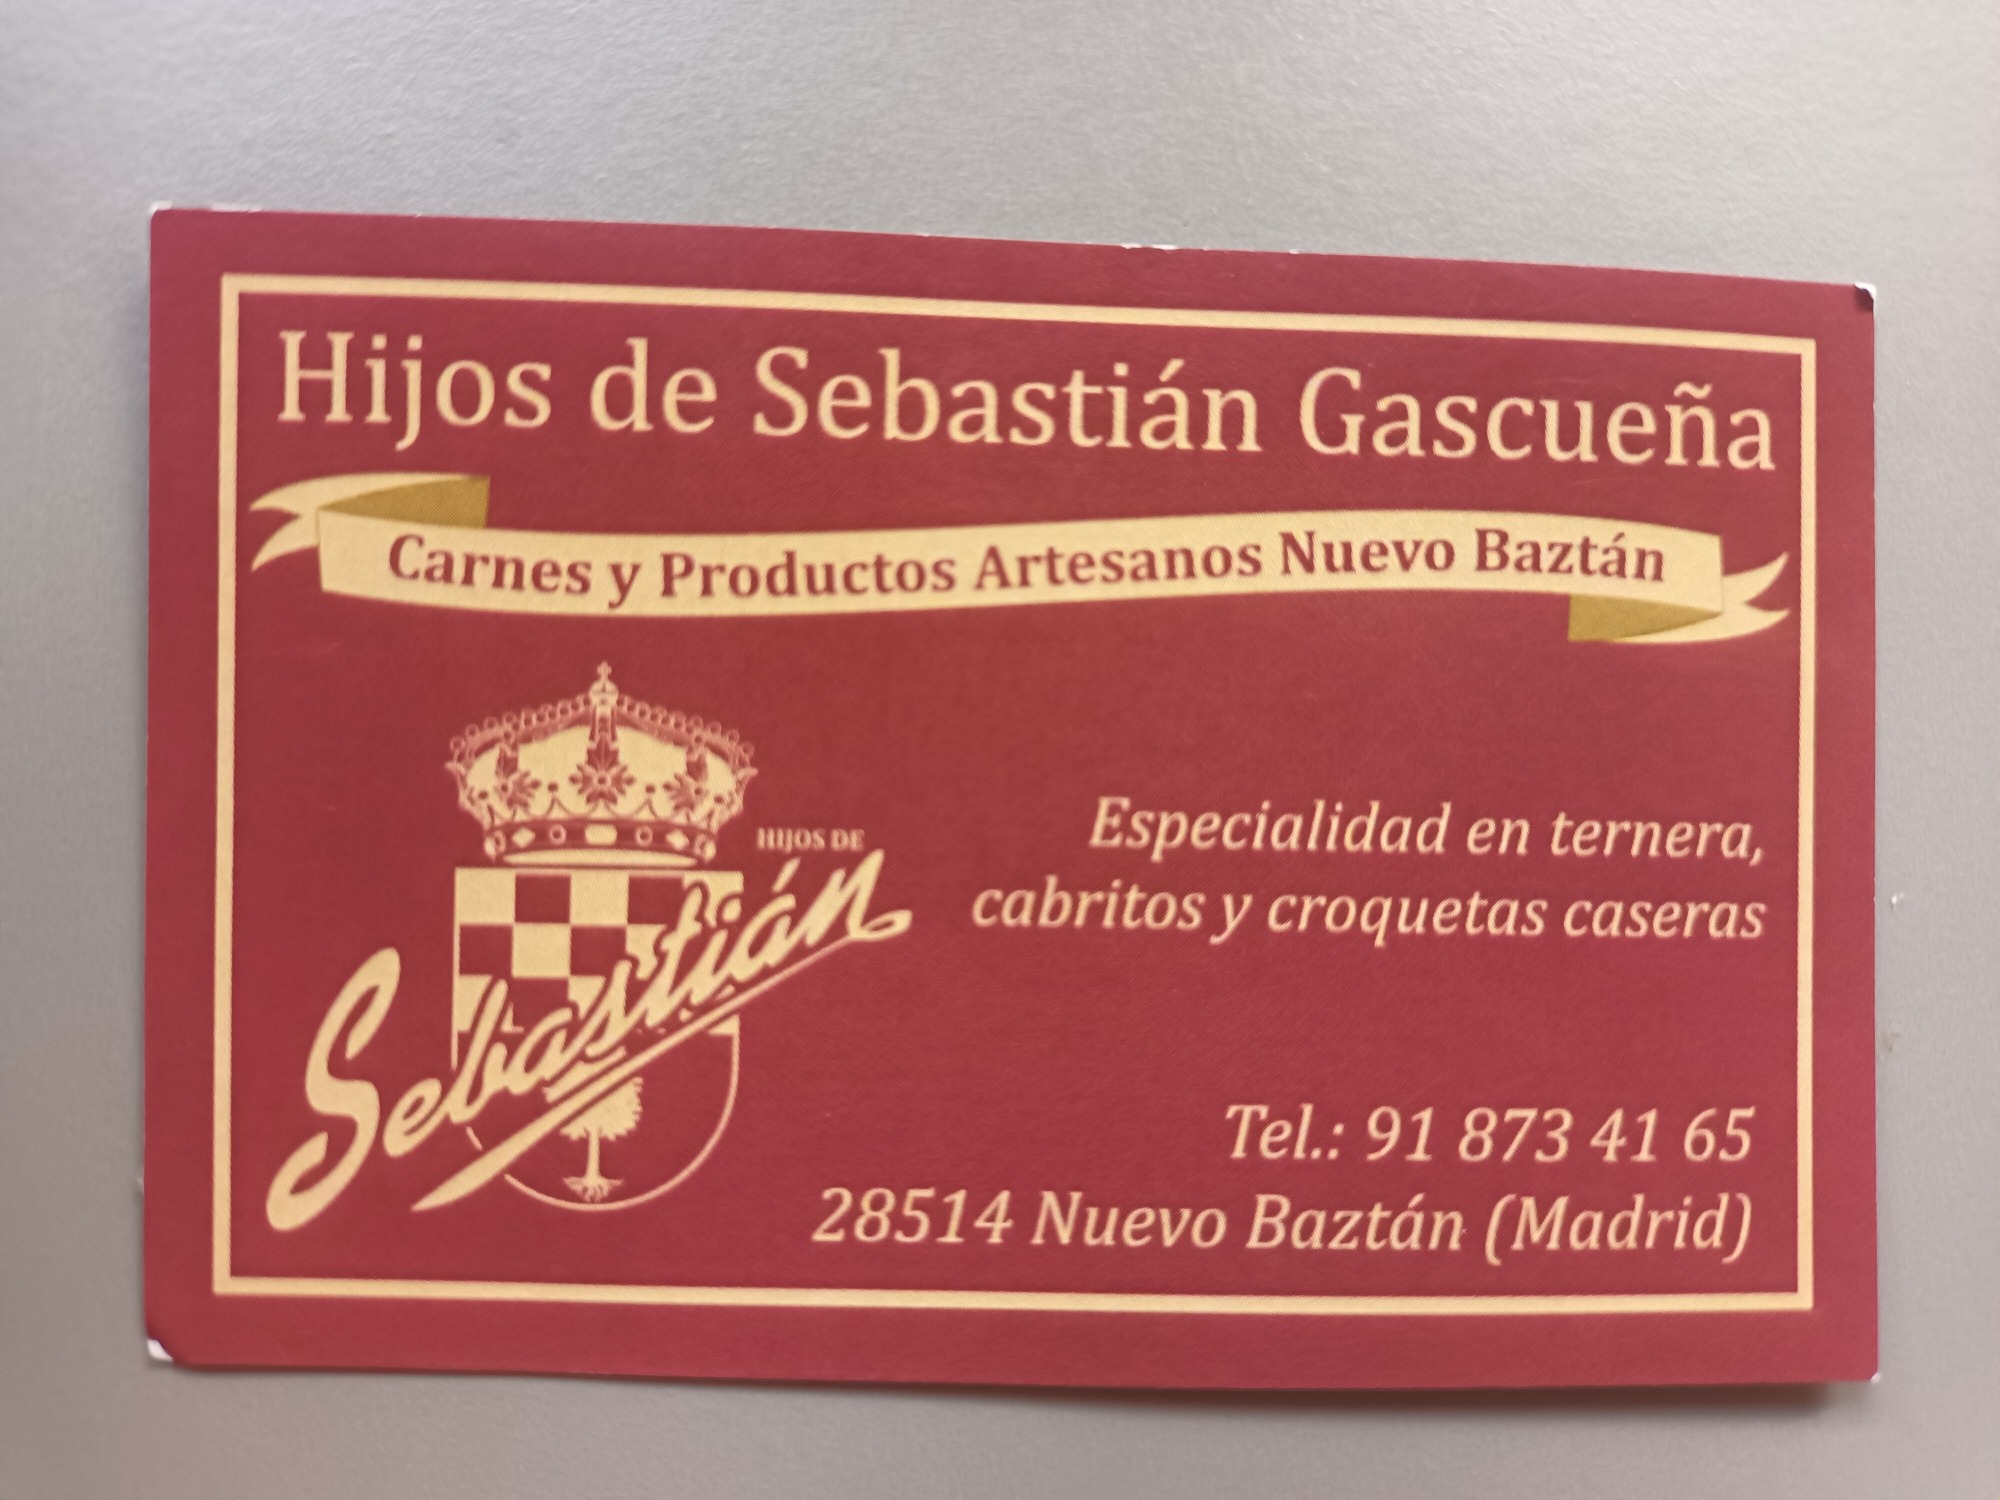 Hijos de Sebastián Gascueña
Carnes y Productos Artesanos Nuevo Baztán
HIJOS DE
Sebastián
Especialidad en ternera,
cabritos y croquetas caseras
Tel.: 91 873 41 65
28514 Nuevo Baztán (Madrid)